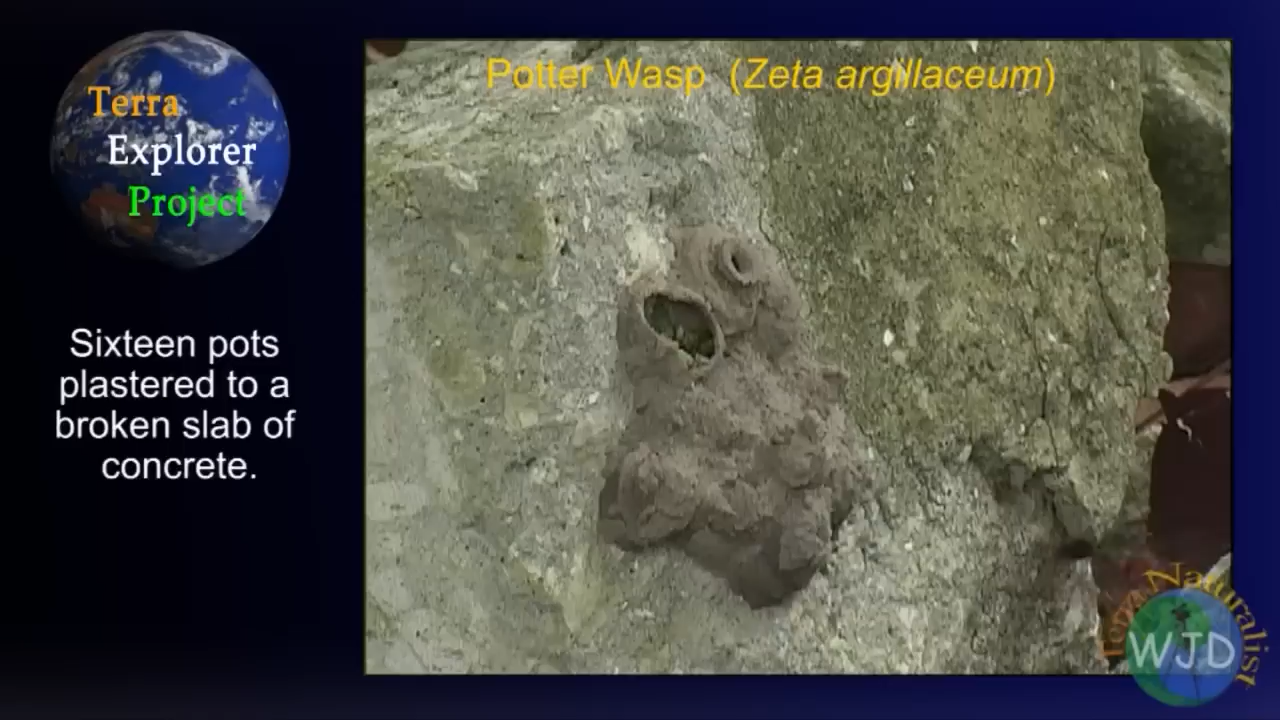 Terra
Explorer
Project
Potter Wasp (Zeta argillaceum)
Sixteen pots
plastered to a
broken slab of
concrete.
Terra Naturalist
WJD